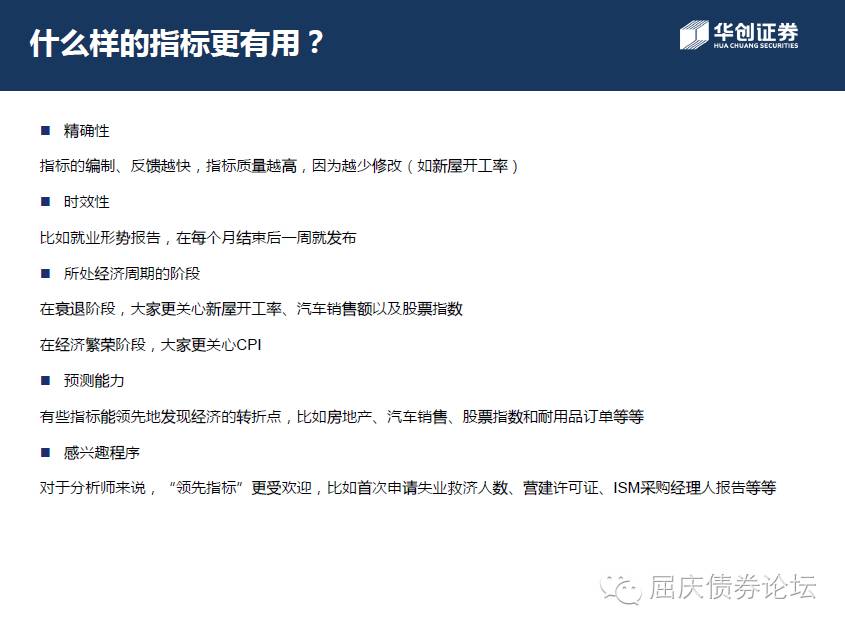 什么样的指标更有用？
华创证券
HUA CHUANG SECURITIES
■ 精确性
指标的编制、反馈越快，指标质量越高，因为越少修改（如新屋开工率）
■ 时效性
比如就业形势报告，在每个月结束后一周就发布
■ 所处经济周期的阶段
在衰退阶段，大家更关心新屋开工率、汽车销售额以及股票指数
在经济繁荣阶段，大家更关心CPI
■ 预测能力
有些指标能领先地发现经济的转折点，比如房地产、汽车销售、股票指数和耐用品订单等等
■ 感兴趣程序
对于分析师来说，“领先指标”更受欢迎，比如首次申请失业救济人数、营建许可证、ISM采购经理人报告等等
屈庆债券论坛